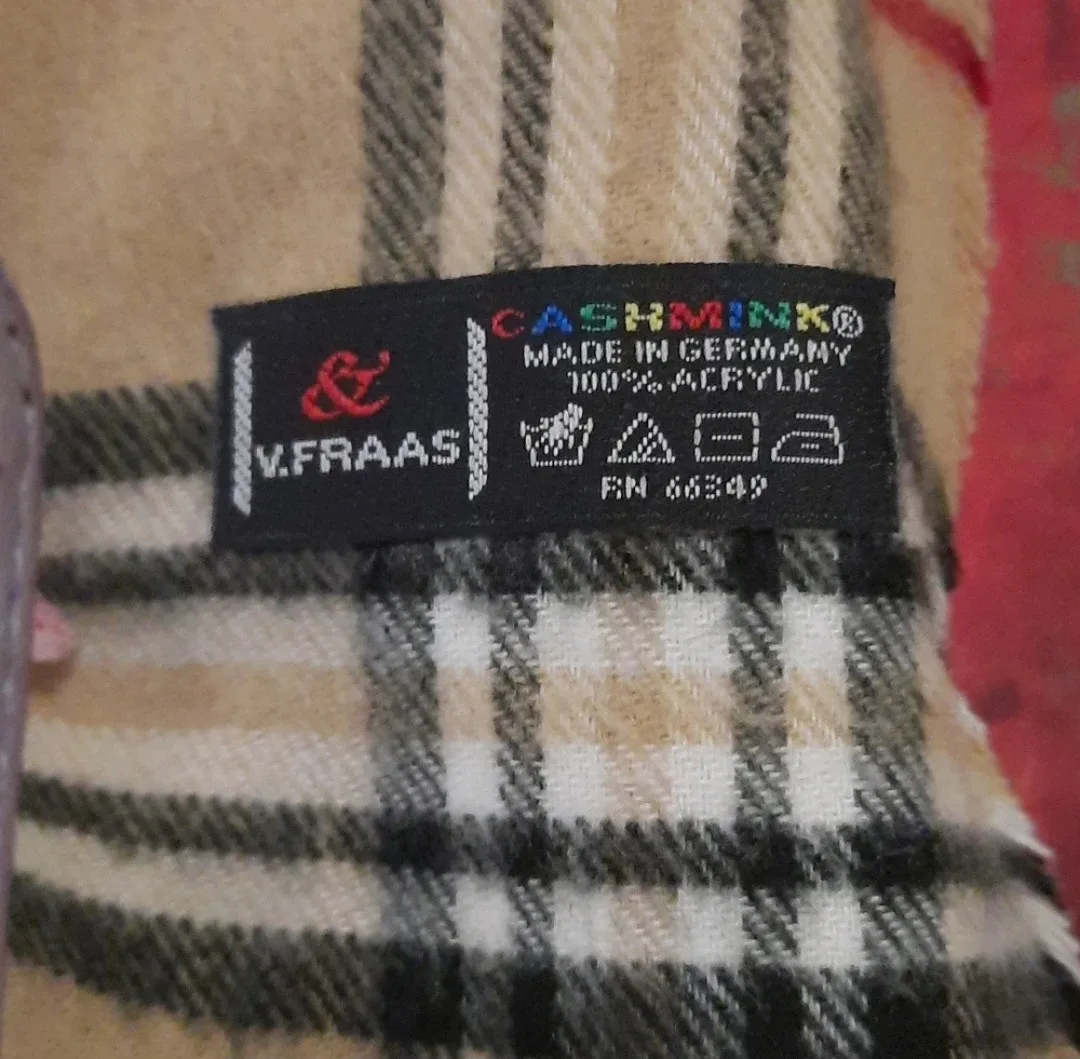 &
V.FRAAS
CASHMINK®
MADE IN GERMANY
100% ACRYLIC
RN 66349